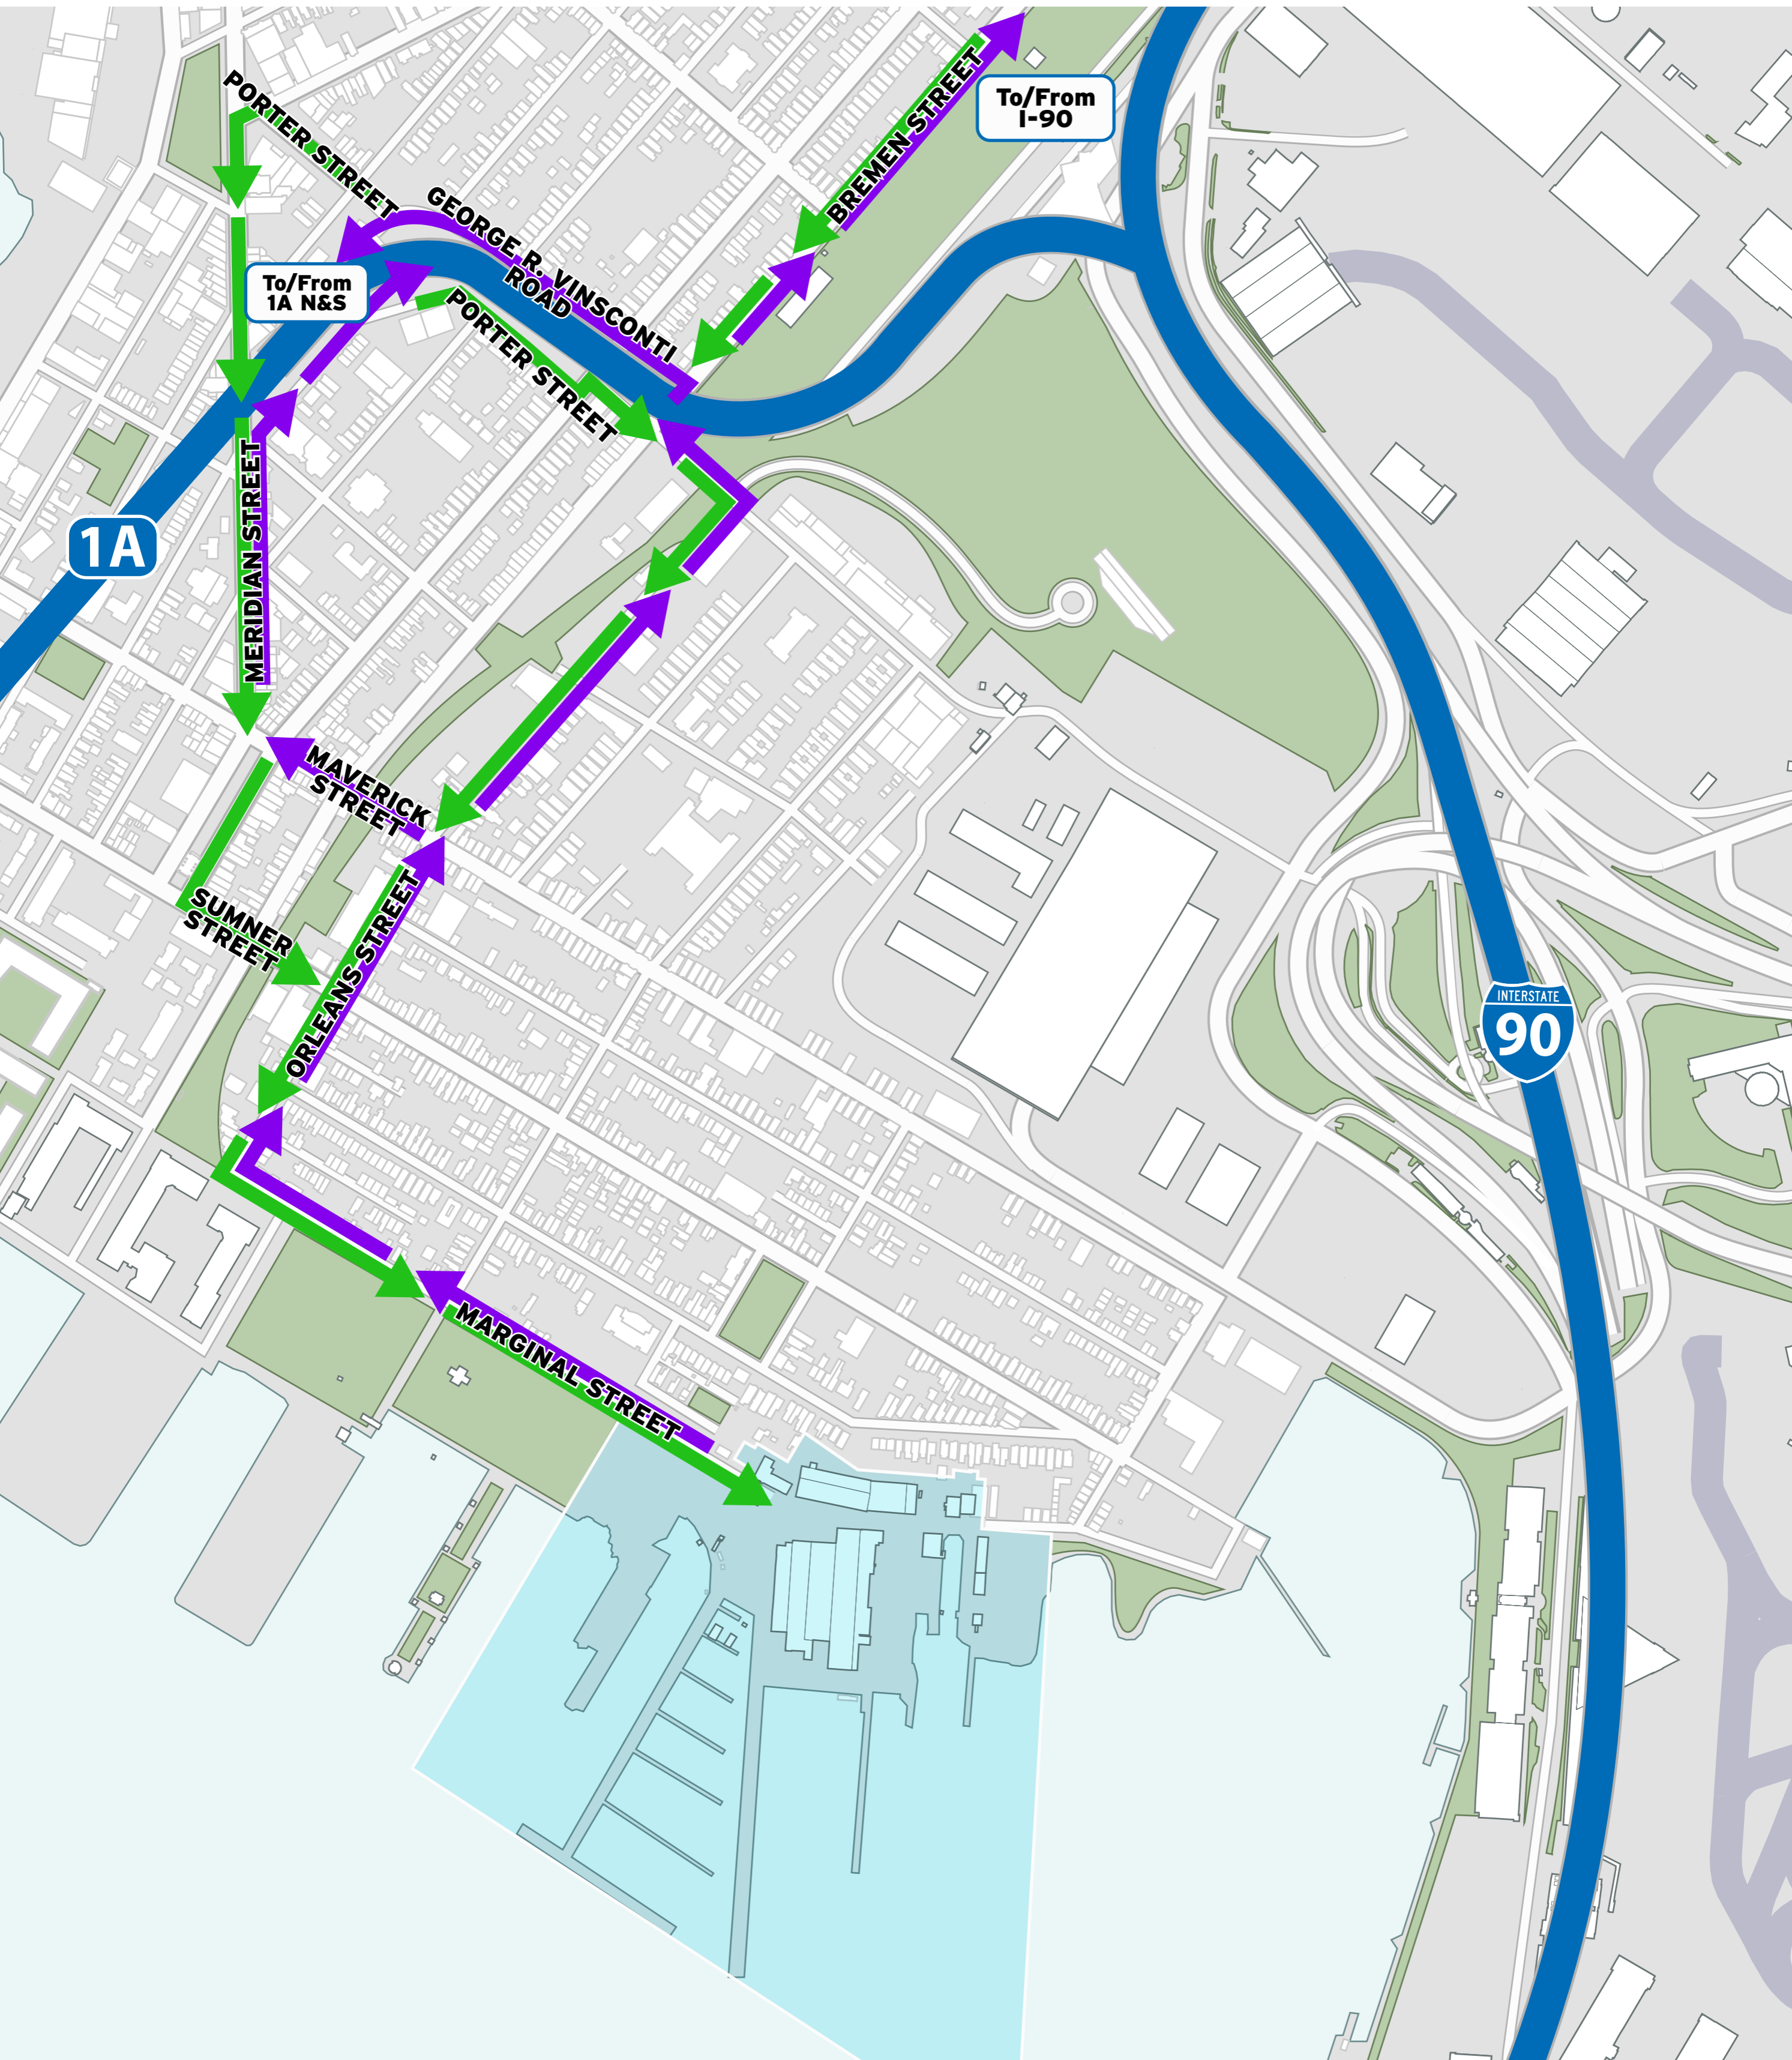 PORTER STREET
To/From
I-90
BREMEN STREET
GEORGE R. VINSCONTI
ROAD
To/From
1A N&S
PORTER STREET
1A
MERIDIAN STREET
MAVERICK
STREET
SUMNER
STREET
ORLEANS STREET
INTERSTATE
90
MARGINAL STREET